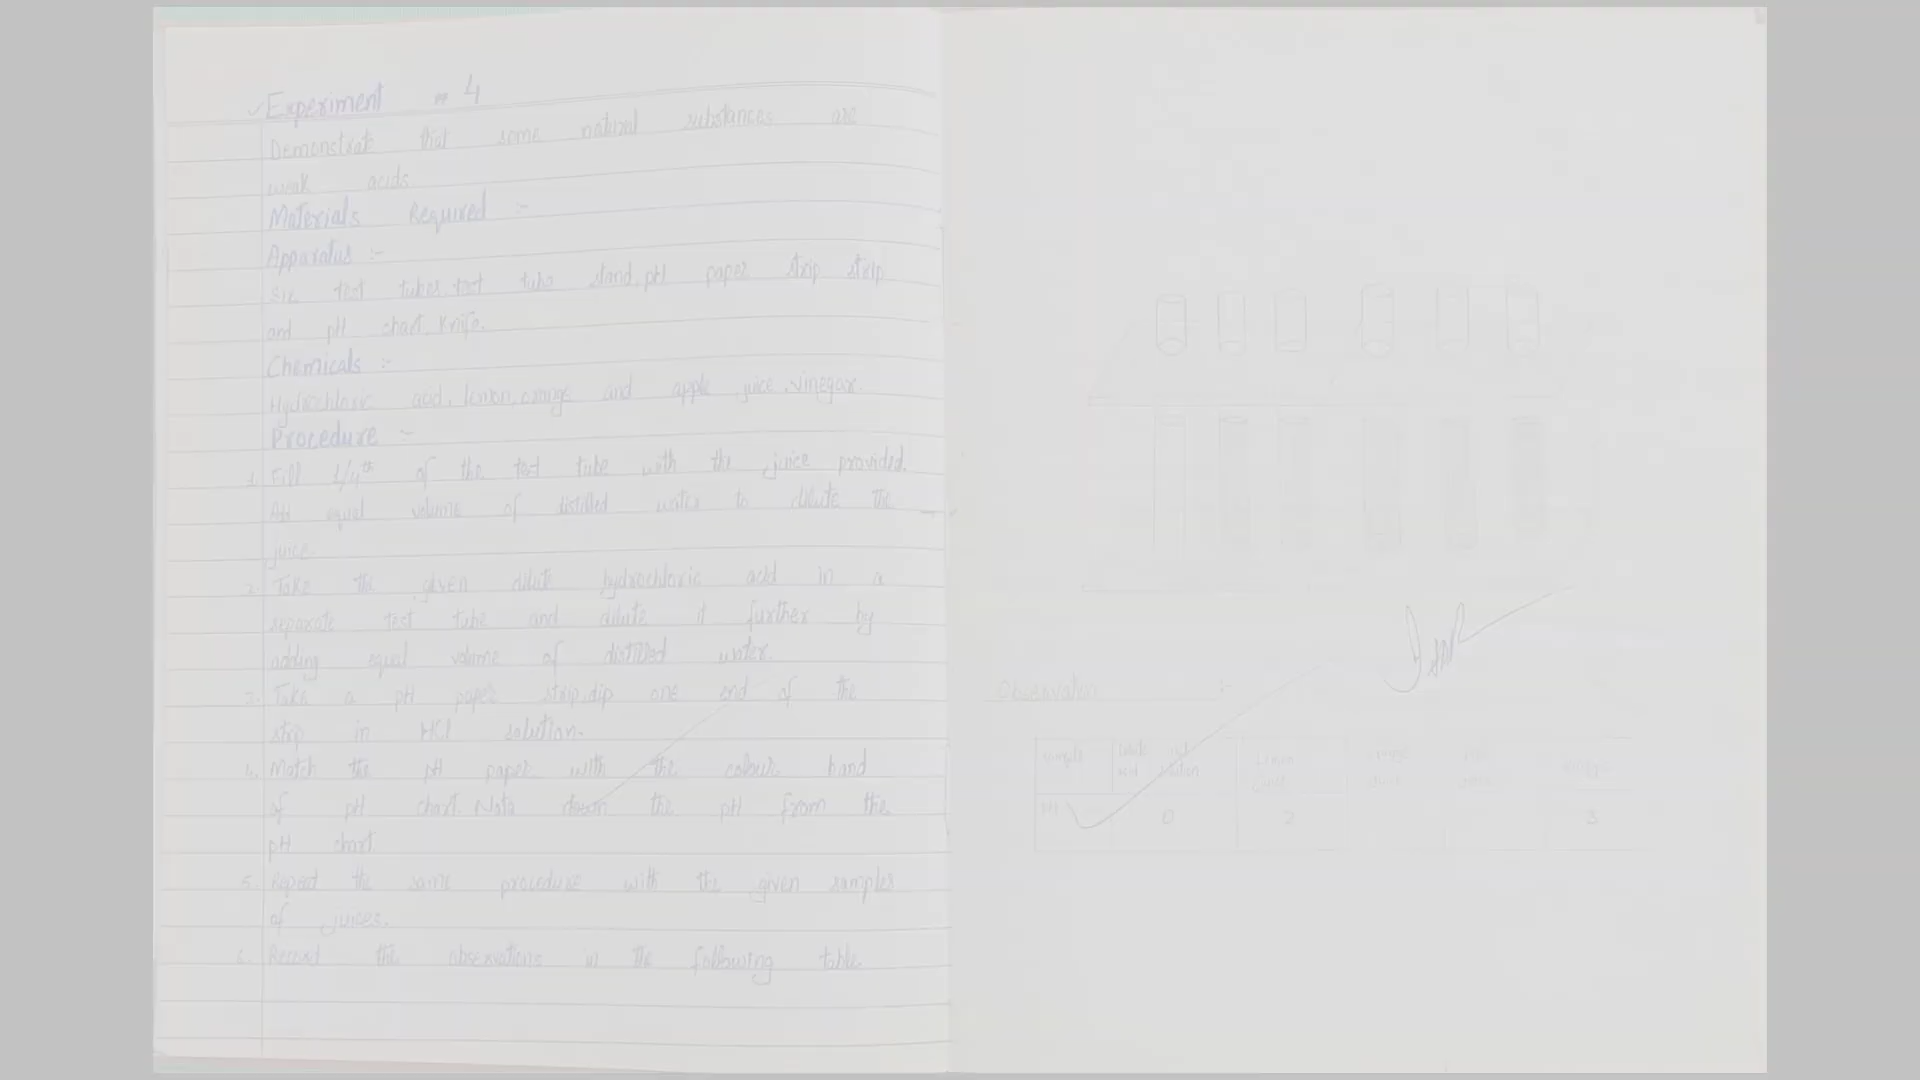 Experiment = 4
Demonstrate that some natural substances are
weak acids
Materials Required :-
Apparatus :-
Six test tubes, test tube stand, pH paper strip strip
and pH chart, Knife.
Chemicals :-
Hydrochloric acid, lemon, orange and apple juice, vinegar.
Procedure :-
1. Fill 1/4th of the test tube with the juice provided.
Add equal volume of distilled water to dilute the
juice.
2. Take the given dilute hydrochloric acid in a
separate test tube and dilute it further by
adding equal volume of distilled water.
3. Take a pH paper strip, dip one end of the
strip in HCl solution.
4. Match the pH paper with the colour band
of pH chart. Note down the pH from the
pH chart
5. Repeat the same procedure with the given samples
of juices.
6. Record the observations in the following table
Observation :-
Sample Lemon juice
pH 0 2 3